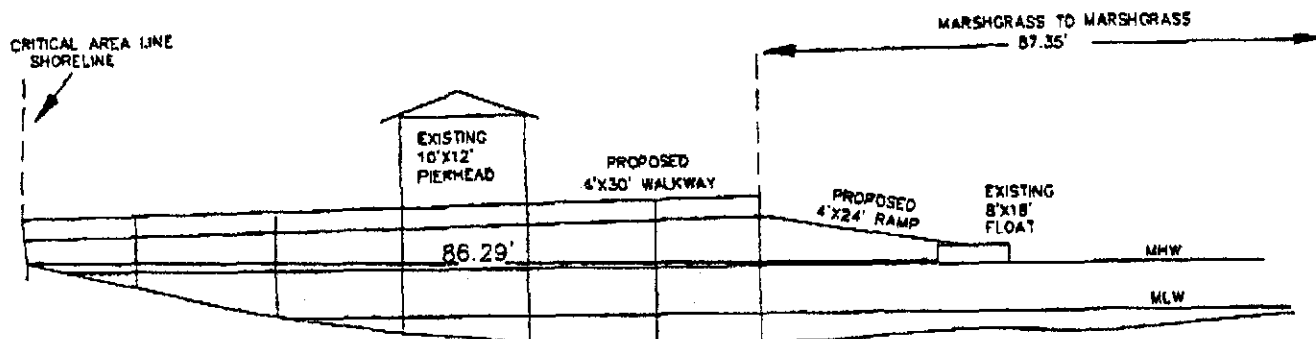 CRITICAL AREA LINE
SHORELINE
MARSHGRASS TO MARSHGRASS
87.35'
EXISTING
10'X12'
PIERHEAD
PROPOSED
4'X30' WALKWAY
PROPOSED
4'X24' RAMP
EXISTING
8'X18'
FLOAT
86.29'
MHW
MLW